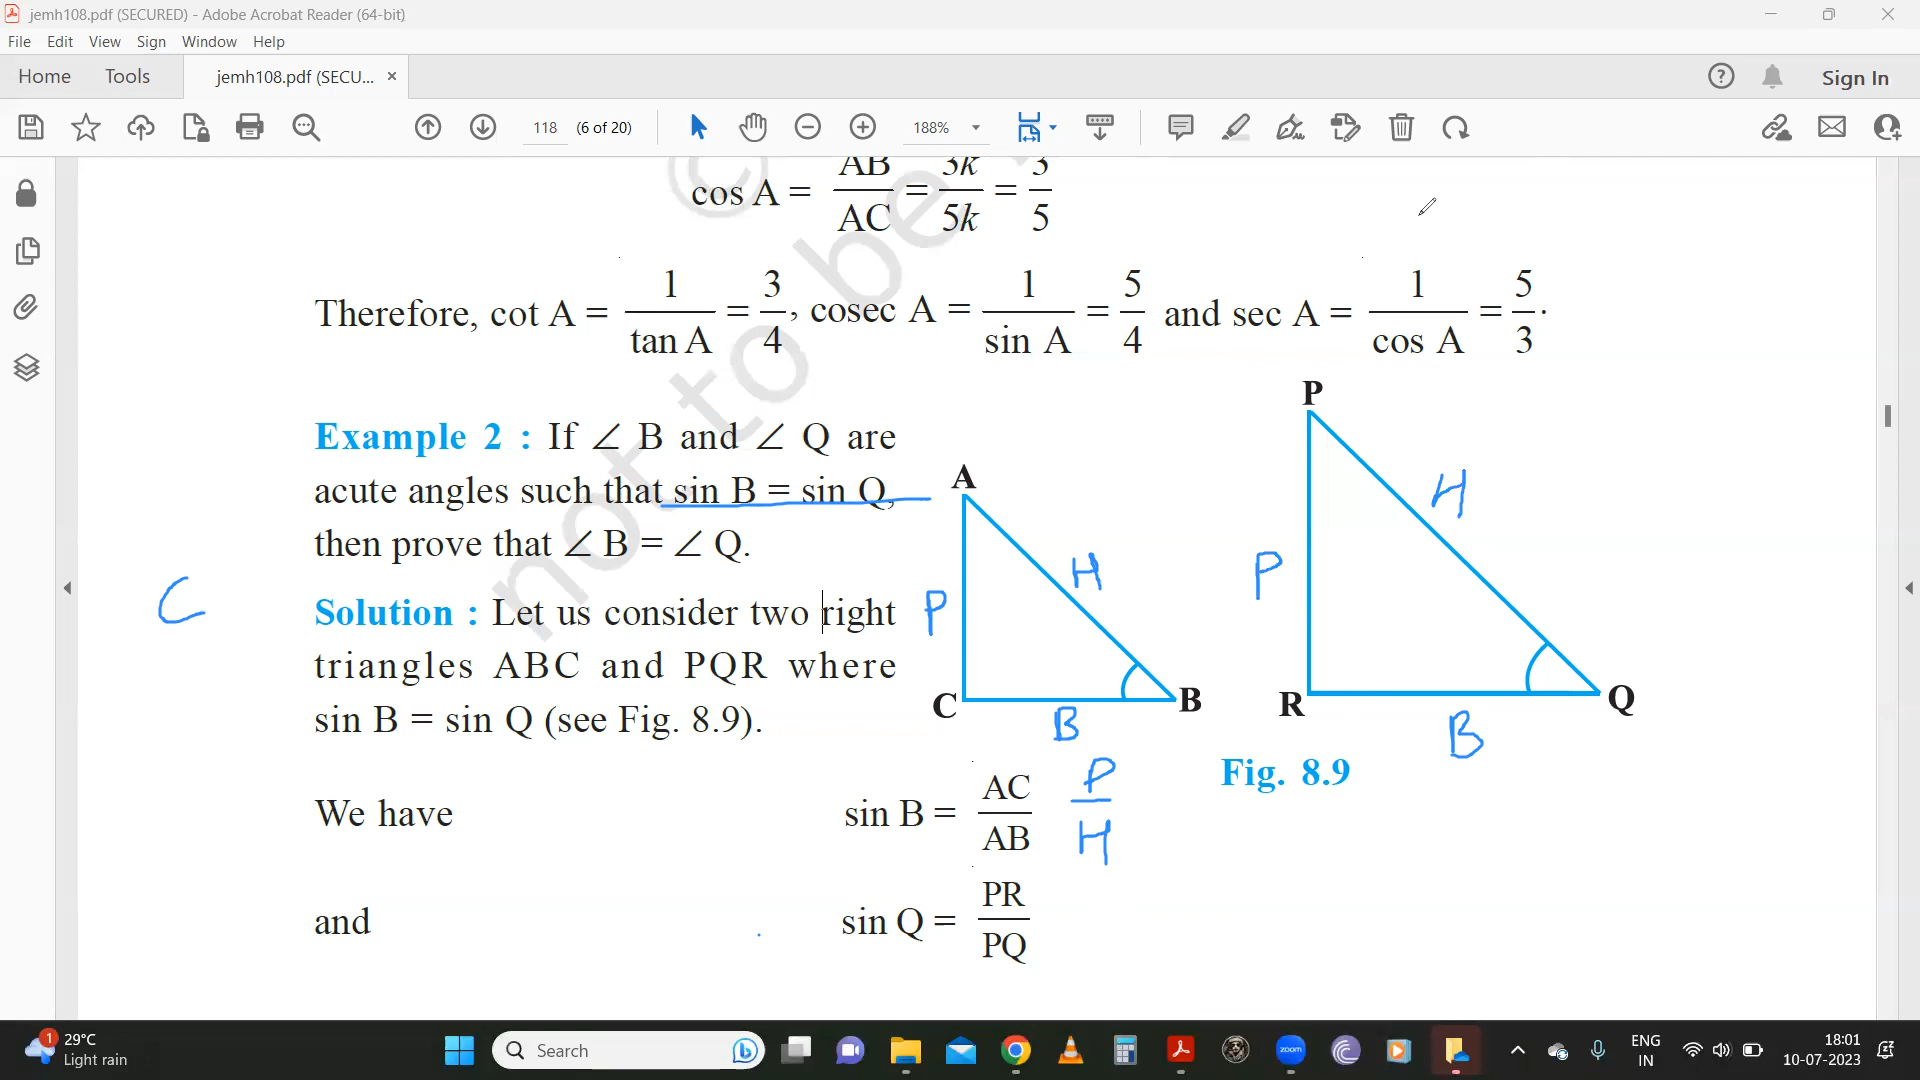 jemh108.pdf (SECURED) - Adobe Acrobat Reader (64-bit)
File Edit View Sign Window Help
Home Tools jemh108.pdf (SECU... × Sign In
118 (6 of 20) 188%
cos A = AB/AC = 3k/5k = 3/5
Therefore, cot A = 1/tan A = 3/4, cosec A = 1/sin A = 5/4 and sec A = 1/cos A = 5/3.
Example 2 : If ∠ B and ∠ Q are
acute angles such that sin B = sin Q,
then prove that ∠ B = ∠ Q.
C
Solution : Let us consider two right
triangles ABC and PQR where
sin B = sin Q (see Fig. 8.9).
A
P H
C B
B
P
P H
R Q
B
Fig. 8.9
We have sin B = AC/AB P/H
and sin Q = PR/PQ
© not to be
1 29°C
Light rain
Search
zoom
ENG
IN
18:01
10-07-2023